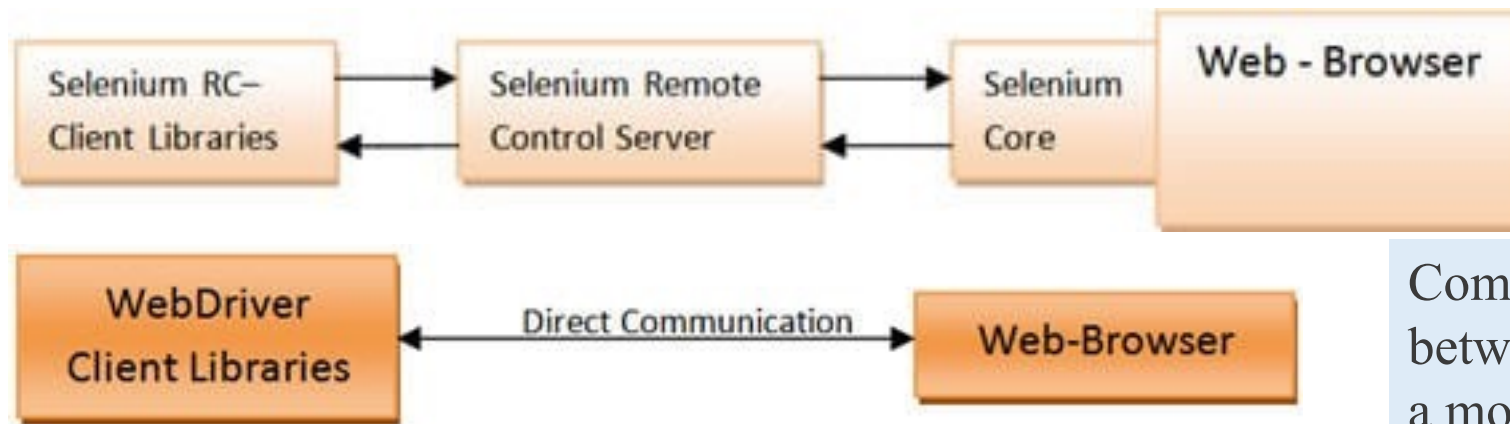 Selenium RC–
Client Libraries
Selenium Remote
Control Server
Selenium
Core
Web - Browser
WebDriver
Client Libraries
Direct Communication
Web-Browser
a